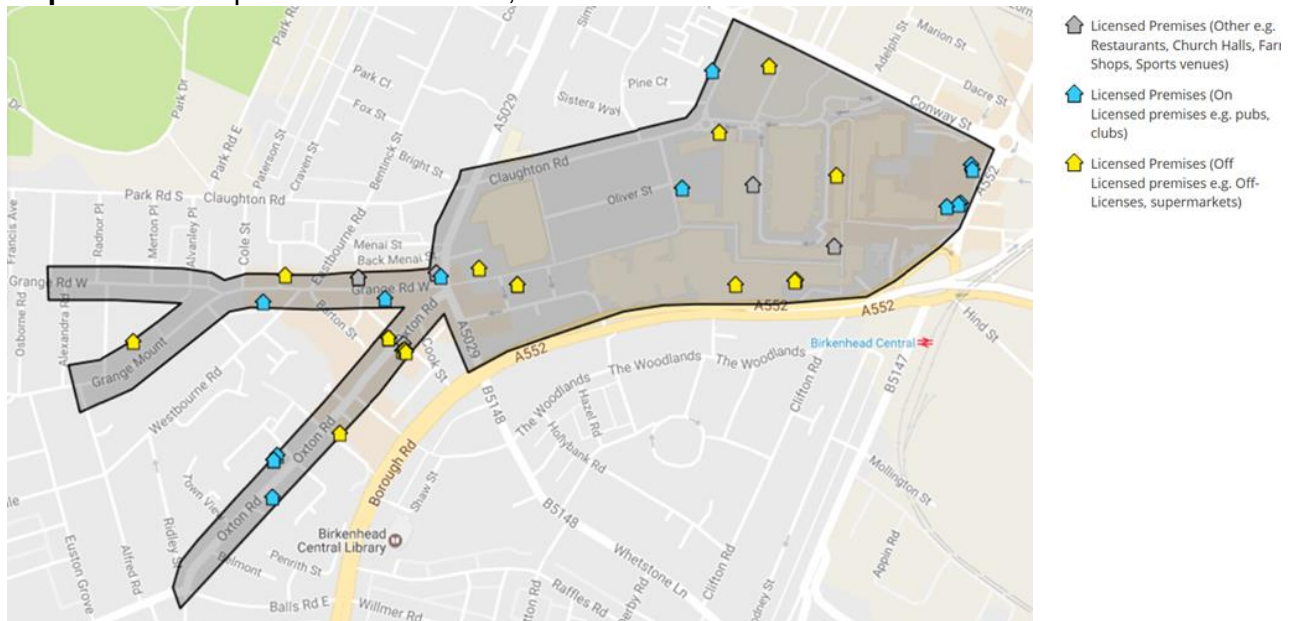 Park Rd
Park Dr
Dr
Park Rd E
Paterson St
Craven St
Park Cl
Fox St
Bentinck St
Bright St
A5029
Sisters Way
Pine Ct
Adelphi St
Marion St
Dacre St
Conway St
Claughton Rd
Oliver St
A552
Park Rd S
Claughton Rd
Francis Ave
Radnor Pl
Merton Pl
Alvanley Pl
Cole St
Eastbourne Rd
Menai St
Back Menai St
Grange Rd W
Grange Rd W
Osborne Rd
Alexandra Rd
Grange Mount
Westbourne Rd
Barton St
Oxton Rd
Cook St
A5029
A552
A552
A552
Hind St
Birkenhead Central
B5147
The Woodlands
The Woodlands
The Woodlands
Hazel Rd
Hollybank Rd
Clifton Rd
B5148
Oxton Rd
Oxton Rd
Town View
Ridley St
Borough Rd
Shaw St
Mollington St
Appin Rd
B5148
Birkenhead
Central Library
Euston Grove
Alfred Rd
Belmont
Penrith St
Balls Rd E
Willmer Rd
Whetstone Ln
Clifton Rd
Raffles Rd
Licensed Premises (Other e.g.
Restaurants, Church Halls,
Shops, Sports venues)
Licensed Premises (On
Licensed premises e.g. pubs,
clubs)
Licensed Premises (Off
Licensed premises e.g. Off-
Licenses, supermarkets)